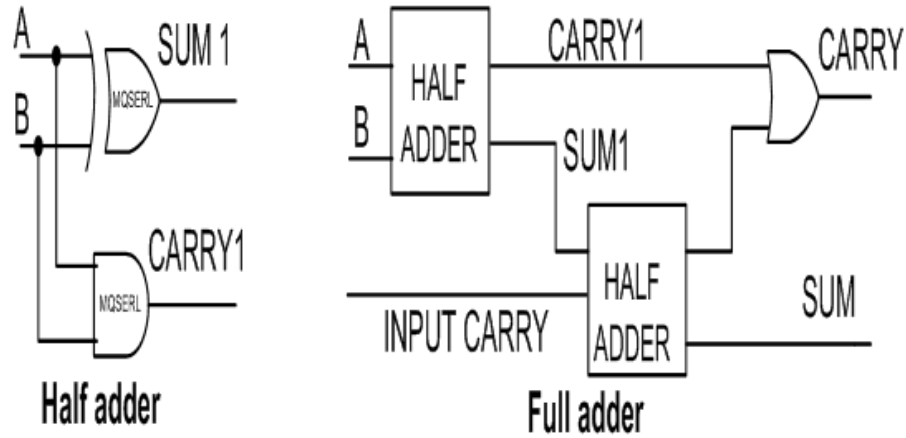 A
SUM 1
MQSERL
B
CARRY1
MQSERL
Half adder
A
CARRY1
CARRY
HALF
ADDER
B
SUM1
HALF
ADDER
SUM
INPUT CARRY
Full adder